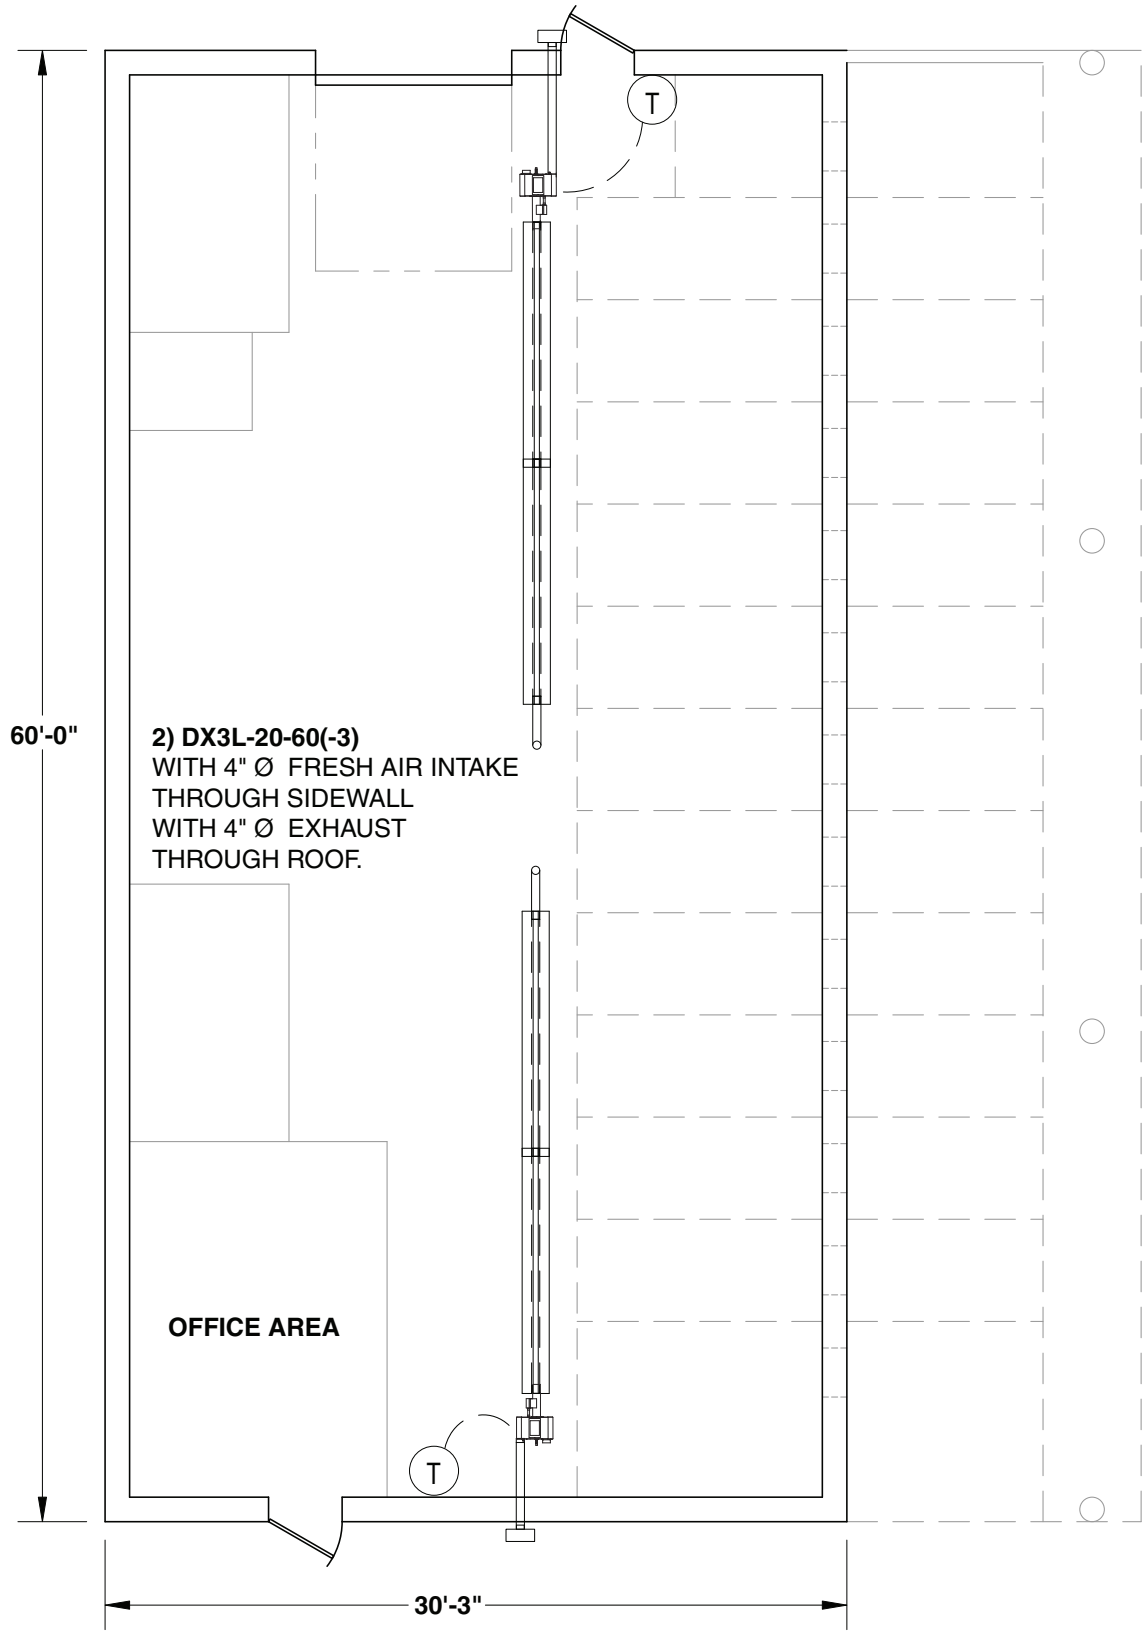 T
60'-0"
2) DX3L-20-60(-3)
WITH 4" Ø FRESH AIR INTAKE
THROUGH SIDEWALL
WITH 4" Ø EXHAUST
THROUGH ROOF.
OFFICE AREA
T
30'-3"